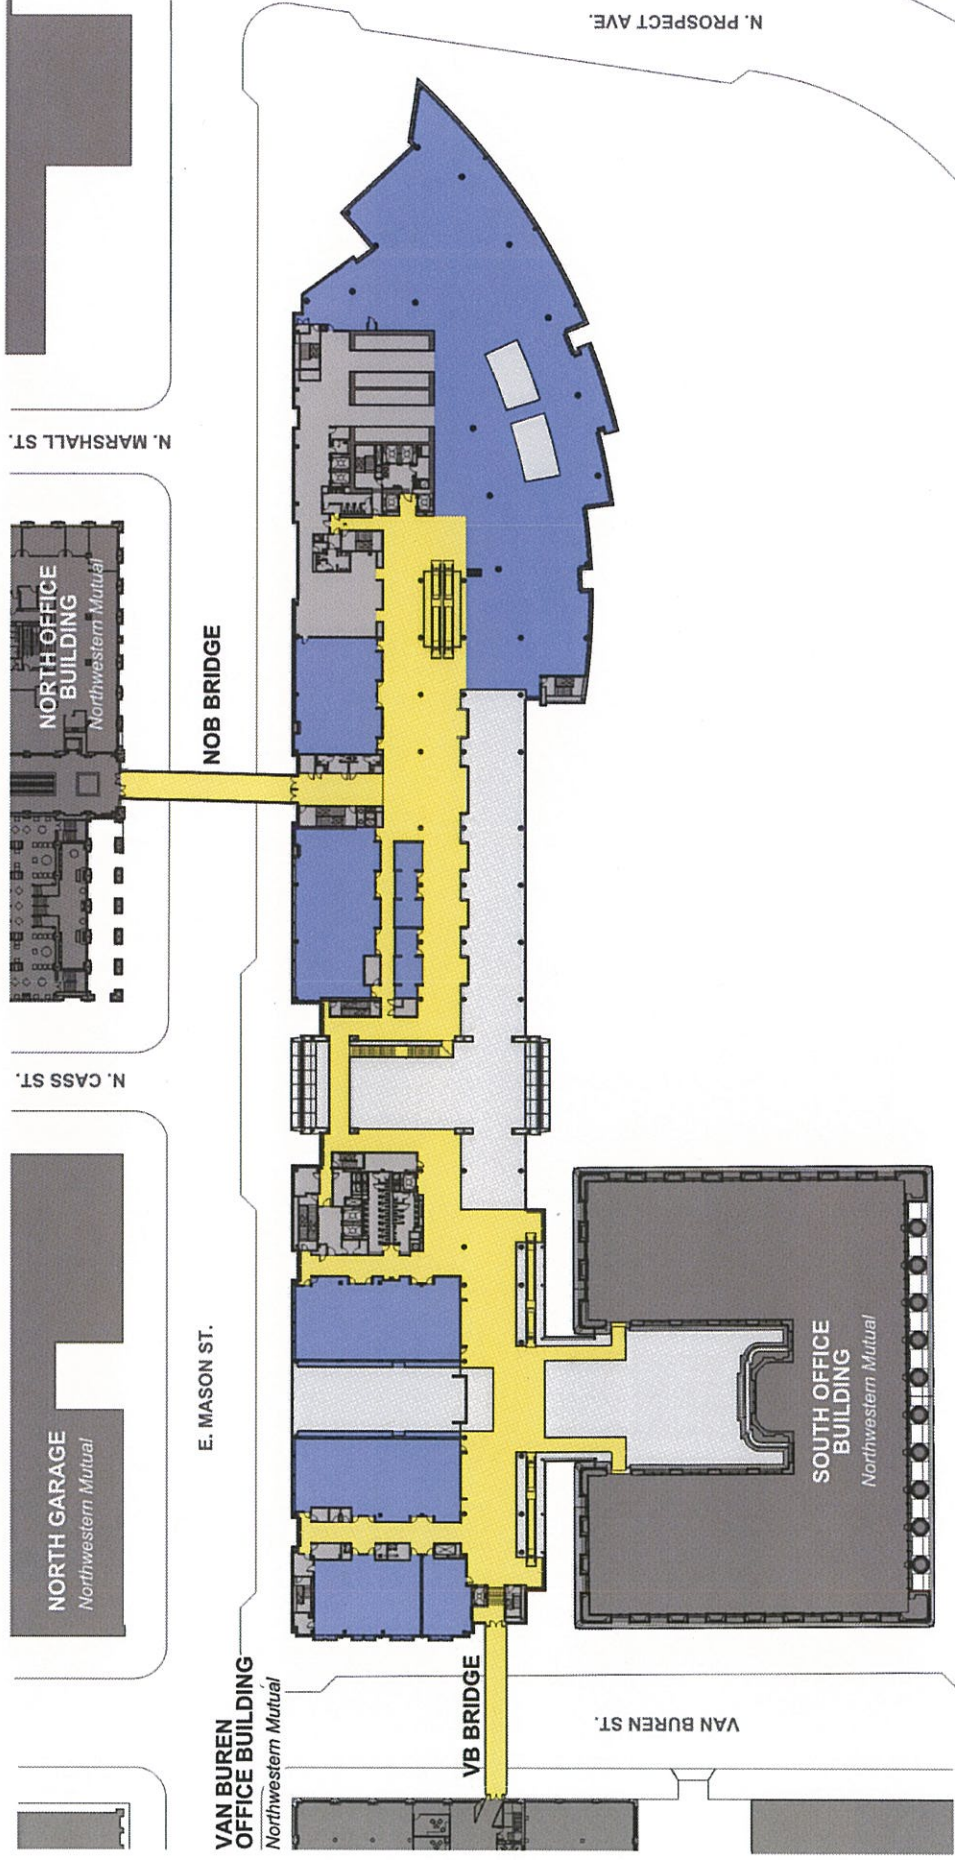 N. PROSPECT AVE.
N. MARSHALL ST.
NORTH OFFICE
BUILDING
Northwestern Mutual
NOB BRIDGE
N. CASS ST.
E. MASON ST.
NORTH GARAGE
Northwestern Mutual
SOUTH OFFICE
BUILDING
Northwestern Mutual
VAN BUREN
OFFICE BUILDING
Northwestern Mutual
VB BRIDGE
VAN BUREN ST.